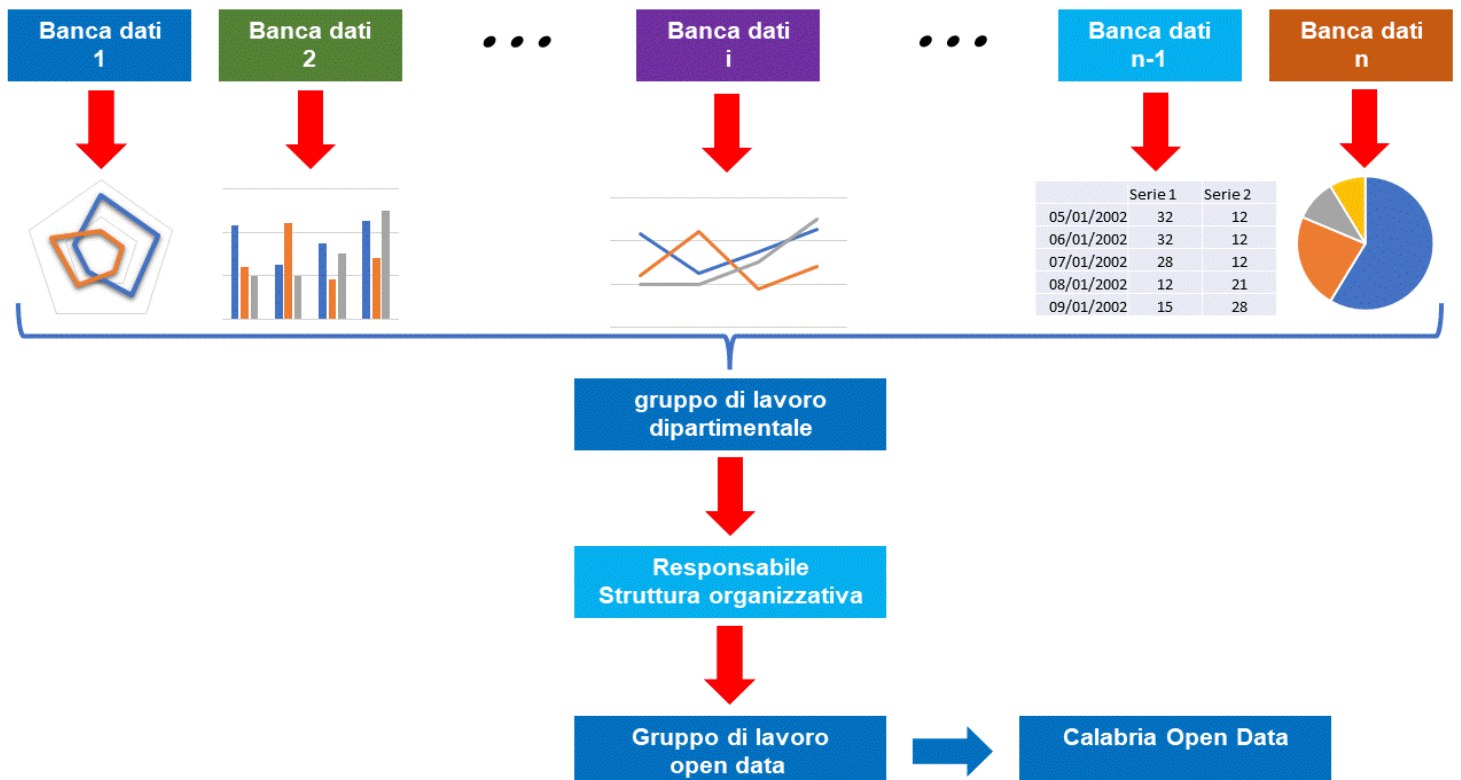 Banca dati
1
Banca dati
2
Banca dati
i
Banca dati
n-1
Banca dati
n
Serie 1 Serie 2
05/01/2002 32 12
06/01/2002 32 12
07/01/2002 28 12
08/01/2002 12 21
09/01/2002 15 28
gruppo di lavoro
dipartimentale
Responsabile
Struttura organizzativa
Gruppo di lavoro
open data
Calabria Open Data